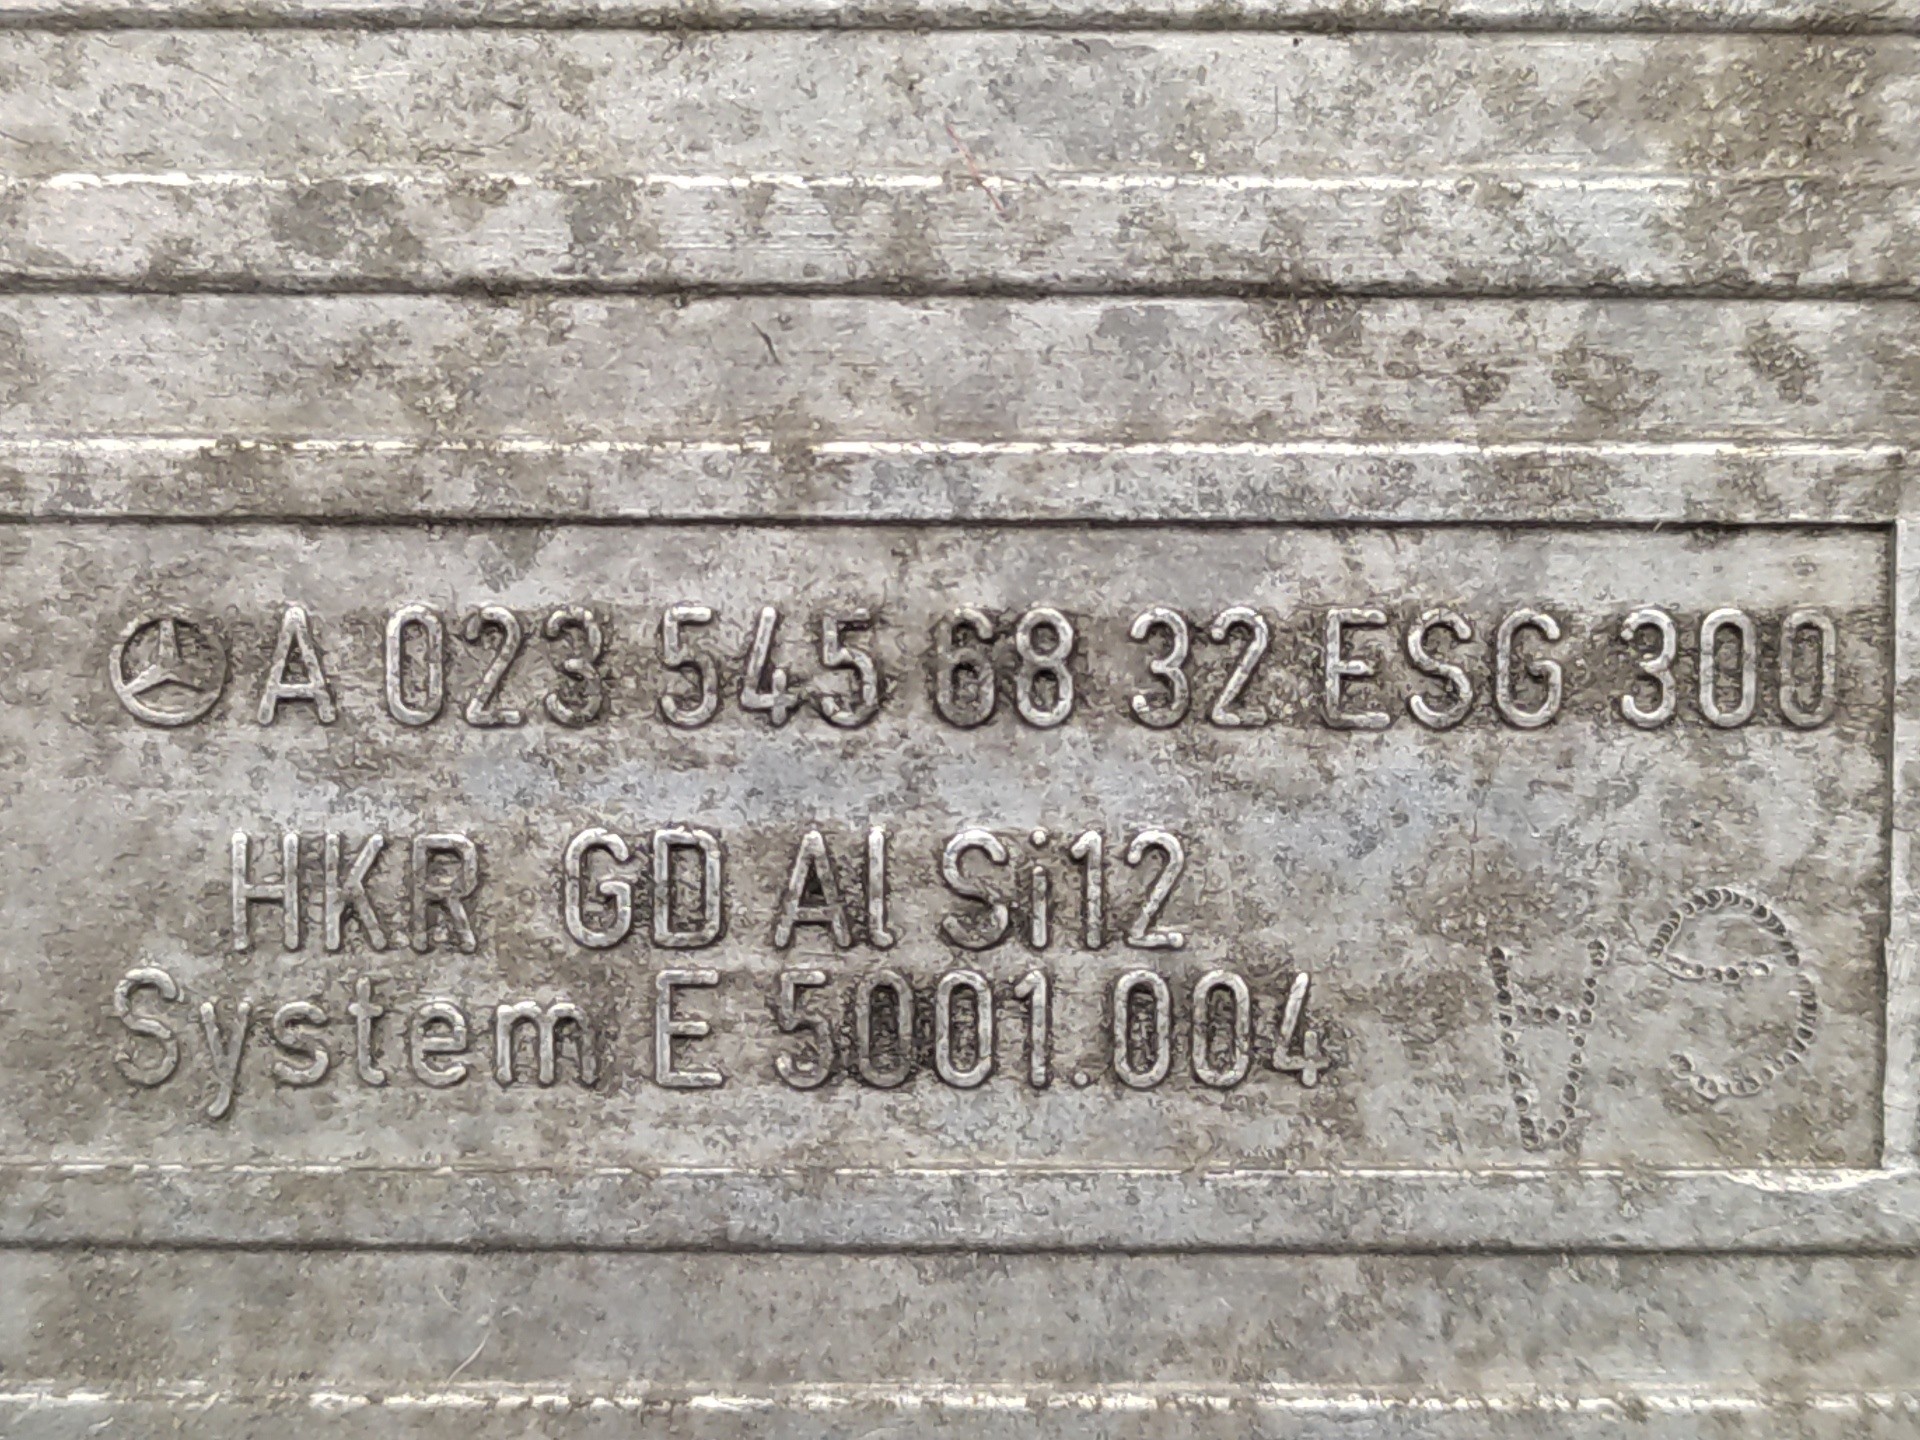 A 023 545 68 32 ESG 300
HKR GD Al Si12
System E 5001.004